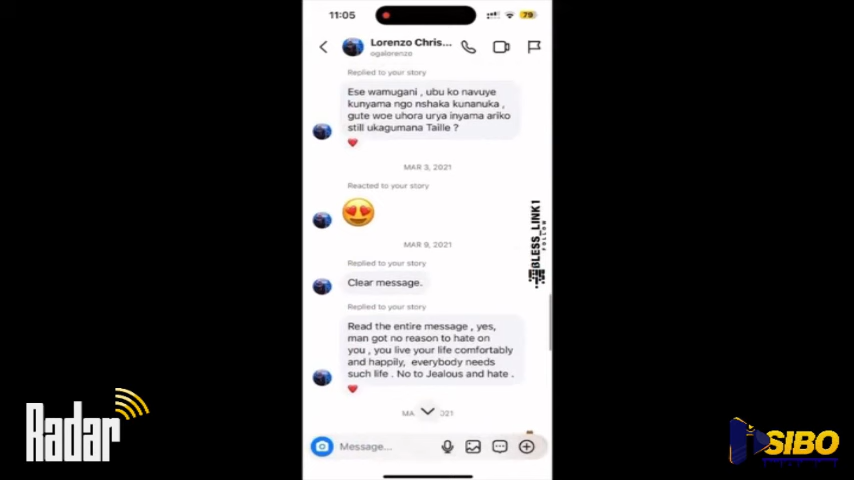 11:05
79
Lorenzo Chris...
ogalorenzo
Replied to your story
Ese wamugani , ubu ko navuye
kunyama ngo nshaka kunanuka ,
gute woe uhora urya inyama ariko
still ukagumana Taille ?
MAR 3, 2021
Reacted to your story
MAR 9, 2021
Replied to your story
Clear message.
Replied to your story
Read the entire message , yes,
man got no reason to hate on
you , you live your life comfortably
and happily, everybody needs
such life . No to Jealous and hate .
MA 2021
Message...
BLESS_LINK1
FOLLOW
Radar
SIBO